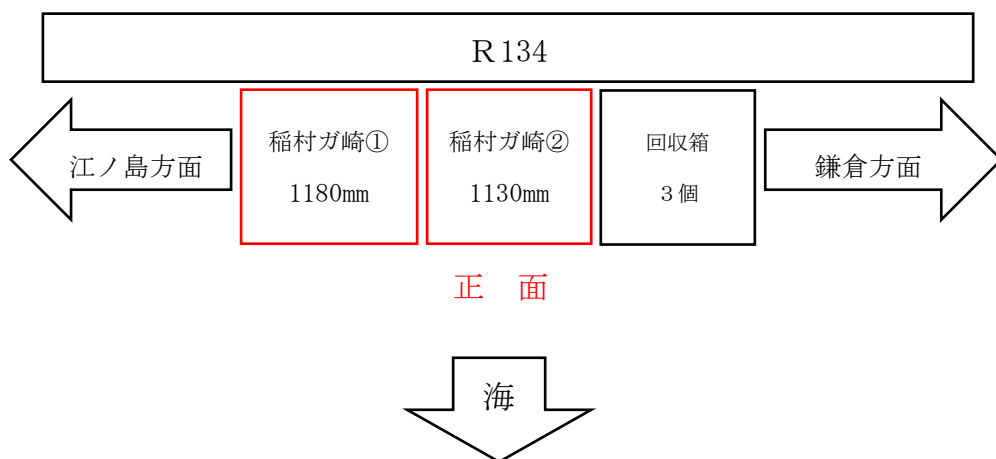 Ｒ134
江ノ島方面
稲村ガ崎①
1180mm
稲村ガ崎②
1130mm
回収箱
３個
鎌倉方面
正　面
海